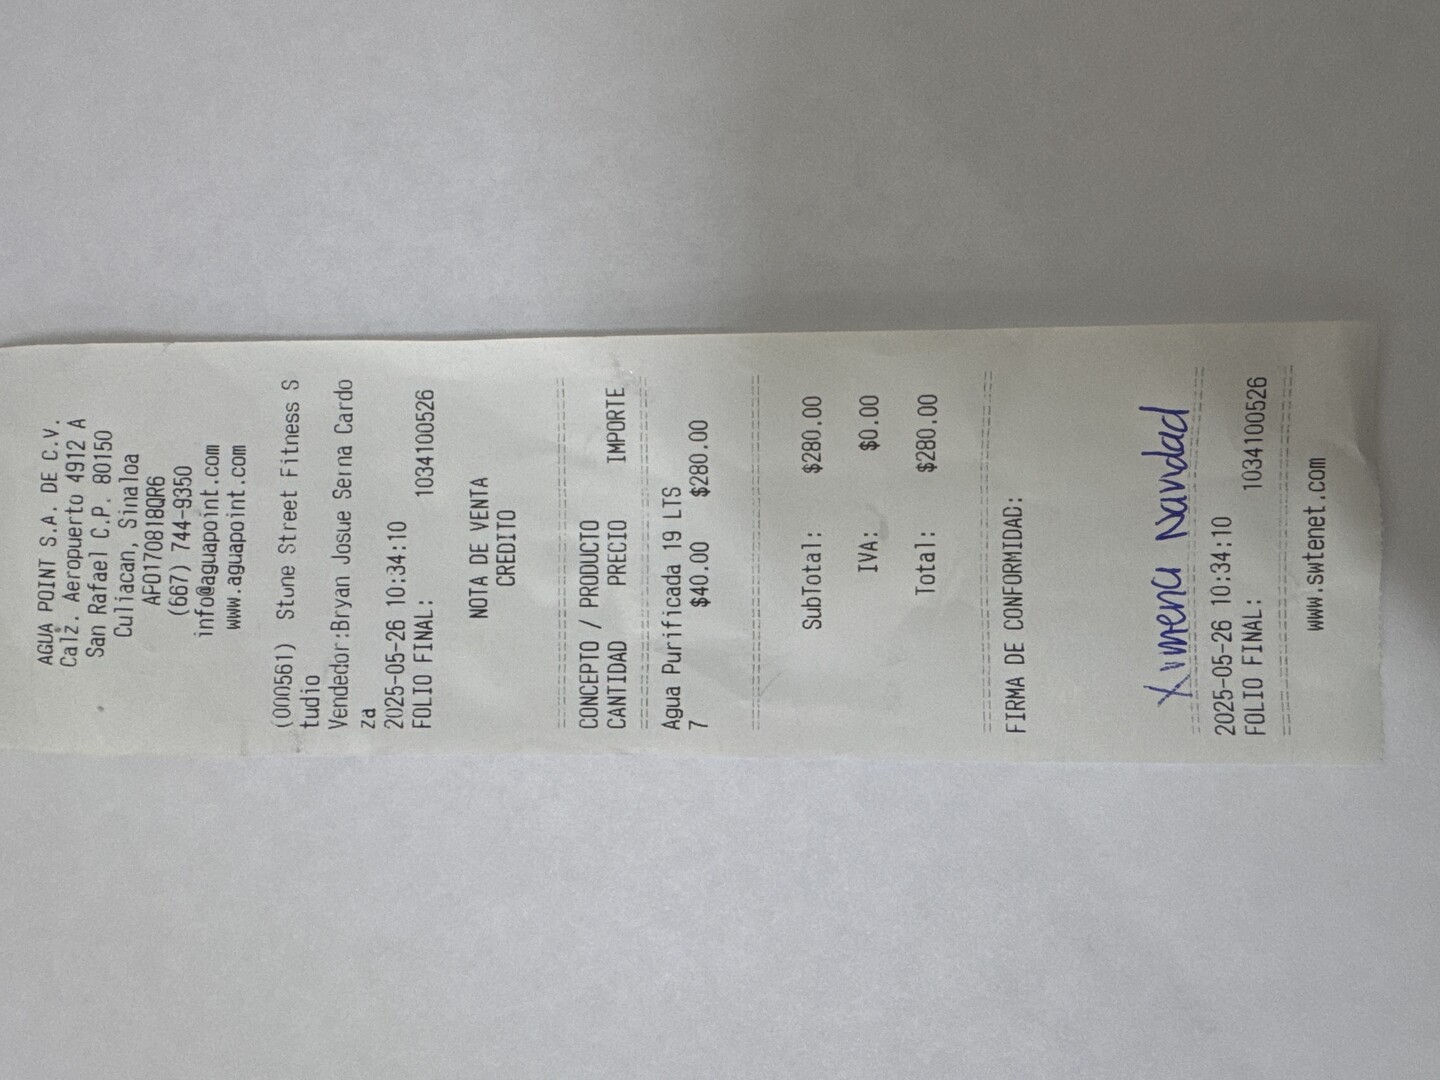 AGUA POINT S.A. DE C.V.
Calz. Aeropuerto 4912 A
San Rafael C.P. 80150
Culiacan, Sinaloa
APO170818QR6
(667) 744-9350
info@aguapoint.com
www.aguapoint.com
(000561) Stune Street Fitness S
tudio
Vendedor:Bryan Josue Serna Cardo
za
2025-05-26 10:34:10
FOLIO FINAL: 1034100526
NOTA DE VENTA
CREDITO
CONCEPTO / PRODUCTO
CANTIDAD PRECIO IMPORTE
Agua Purificada 19 LTS
7 $40.00 $280.00
SubTotal: $280.00
IVA: $0.00
Total: $280.00
FIRMA DE CONFORMIDAD:
Ximena Navidad
2025-05-26 10:34:10
FOLIO FINAL: 1034100526
www.swtenet.com